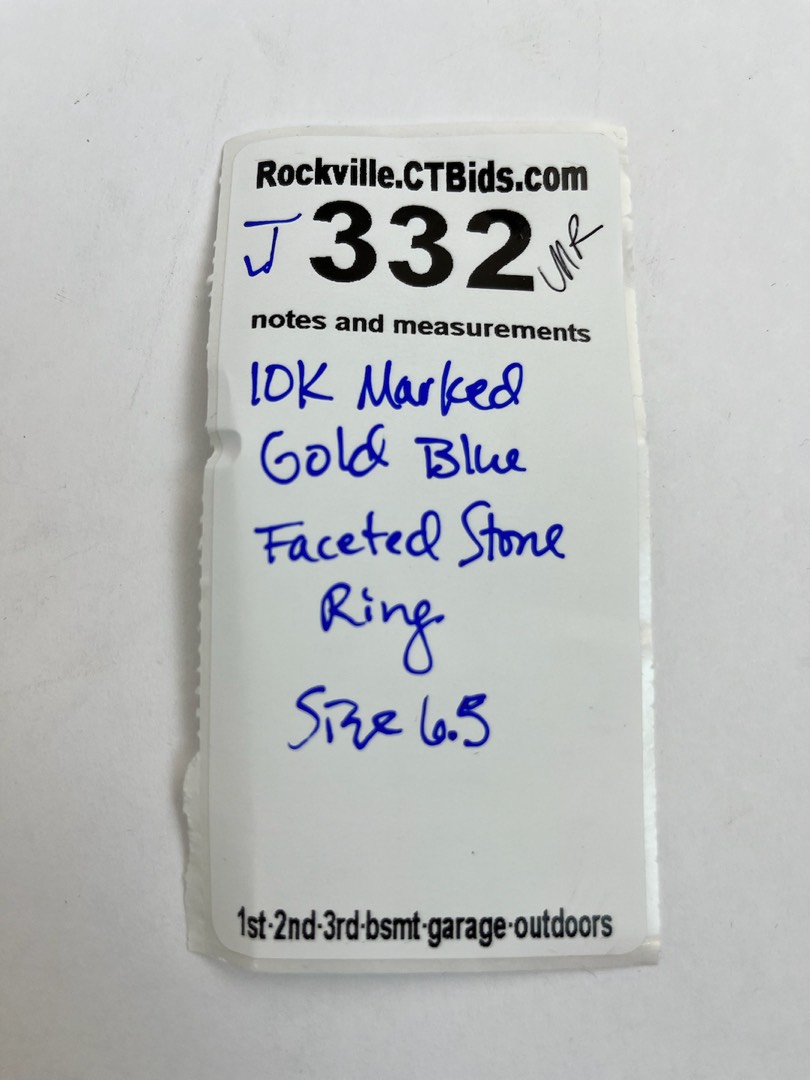 Rockville.CTBids.com
J 332 MR
notes and measurements
10K Marked
Gold Blue
Faceted Stone
Ring
Size 6.5
1st-2nd-3rd-bsmt-garage-outdoors